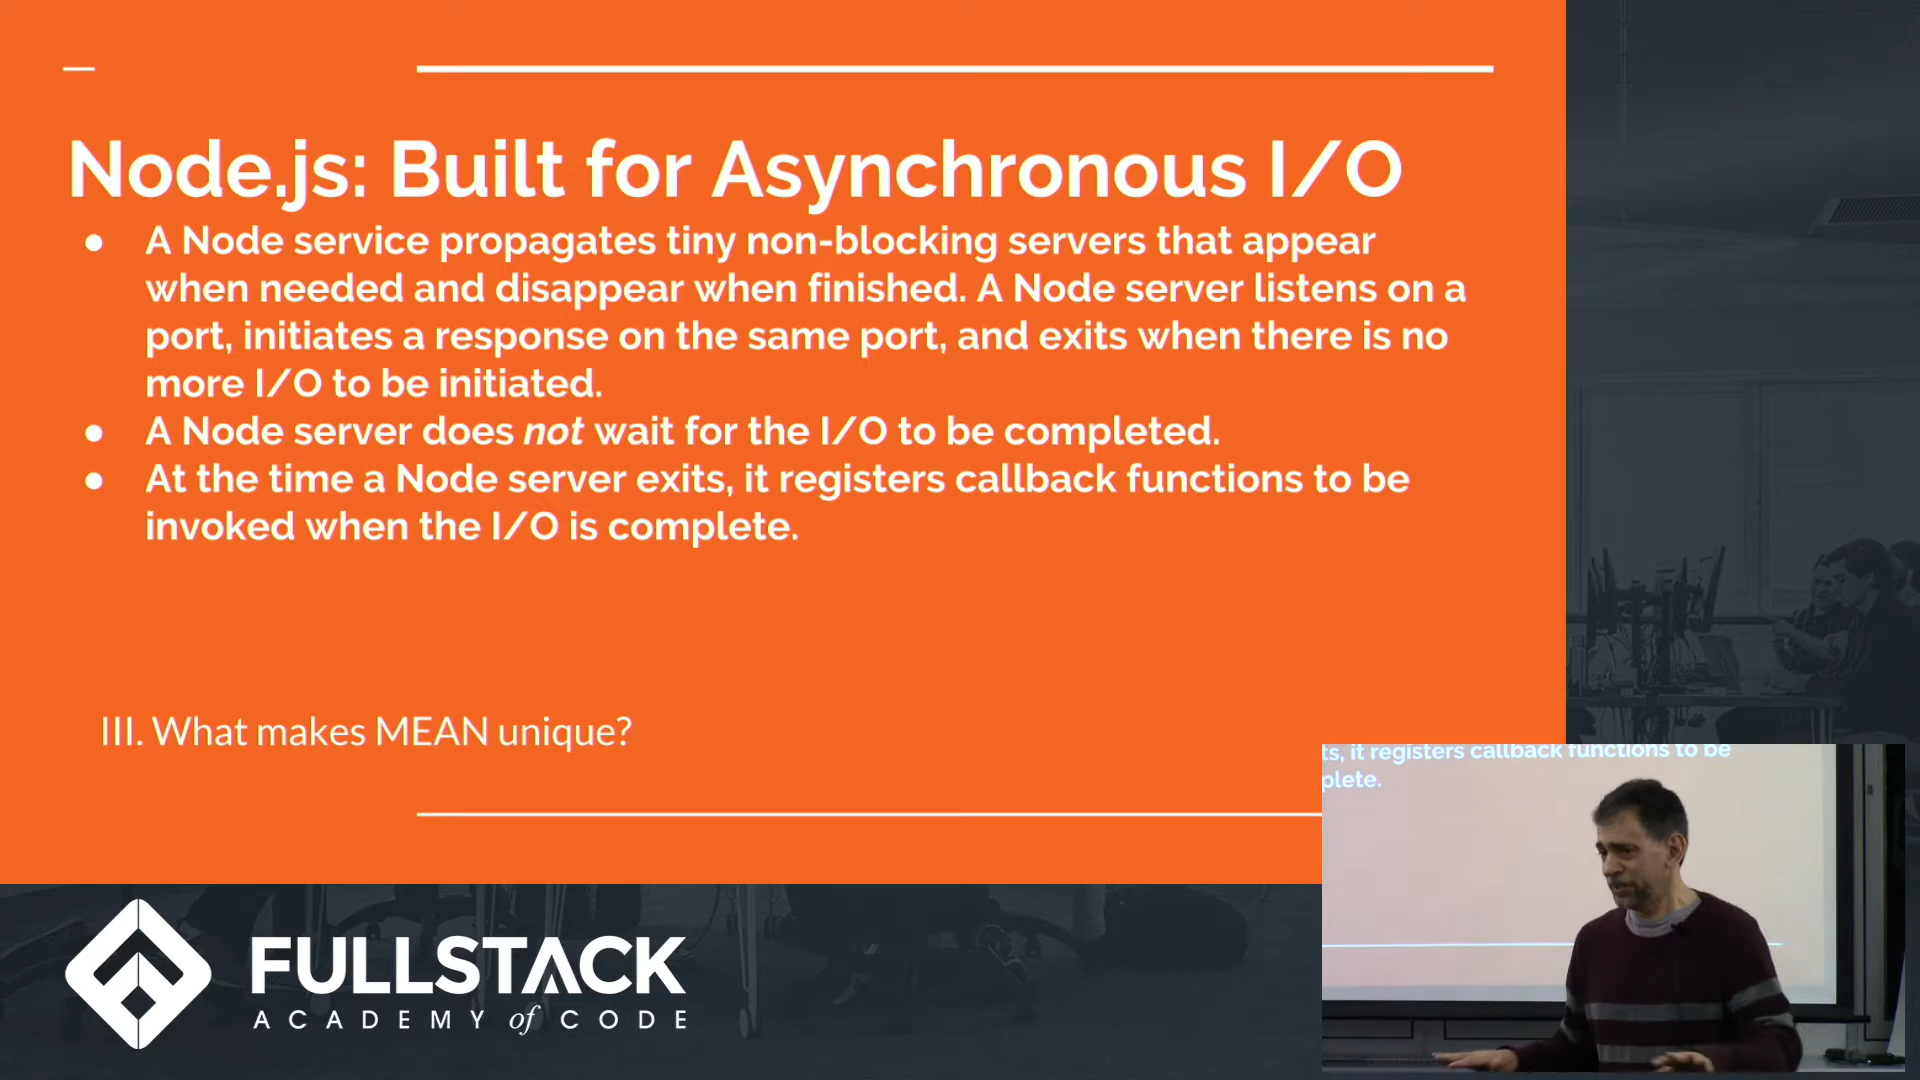 Node.js: Built for Asynchronous I/O
● A Node service propagates tiny non-blocking servers that appear
when needed and disappear when finished. A Node server listens on a
port, initiates a response on the same port, and exits when there is no
more I/O to be initiated.
● A Node server does not wait for the I/O to be completed.
● At the time a Node server exits, it registers callback functions to be
invoked when the I/O is complete.
III. What makes MEAN unique?
ts, it registers callback functions to be
plete.
FULLSTACK
ACADEMY of CODE